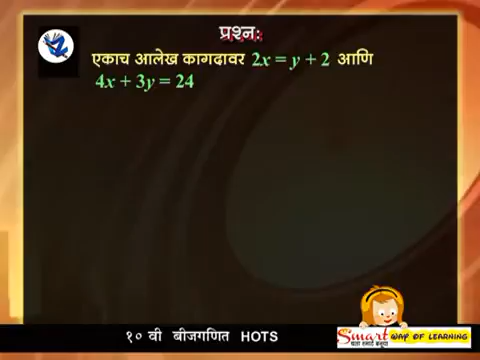 प्रश्न:
एकाच आलेख कागदावर 2x = y + 2 आणि
4x + 3y = 24
१० वी बीजगणित HOTS
Smart WAY OF LEARNING